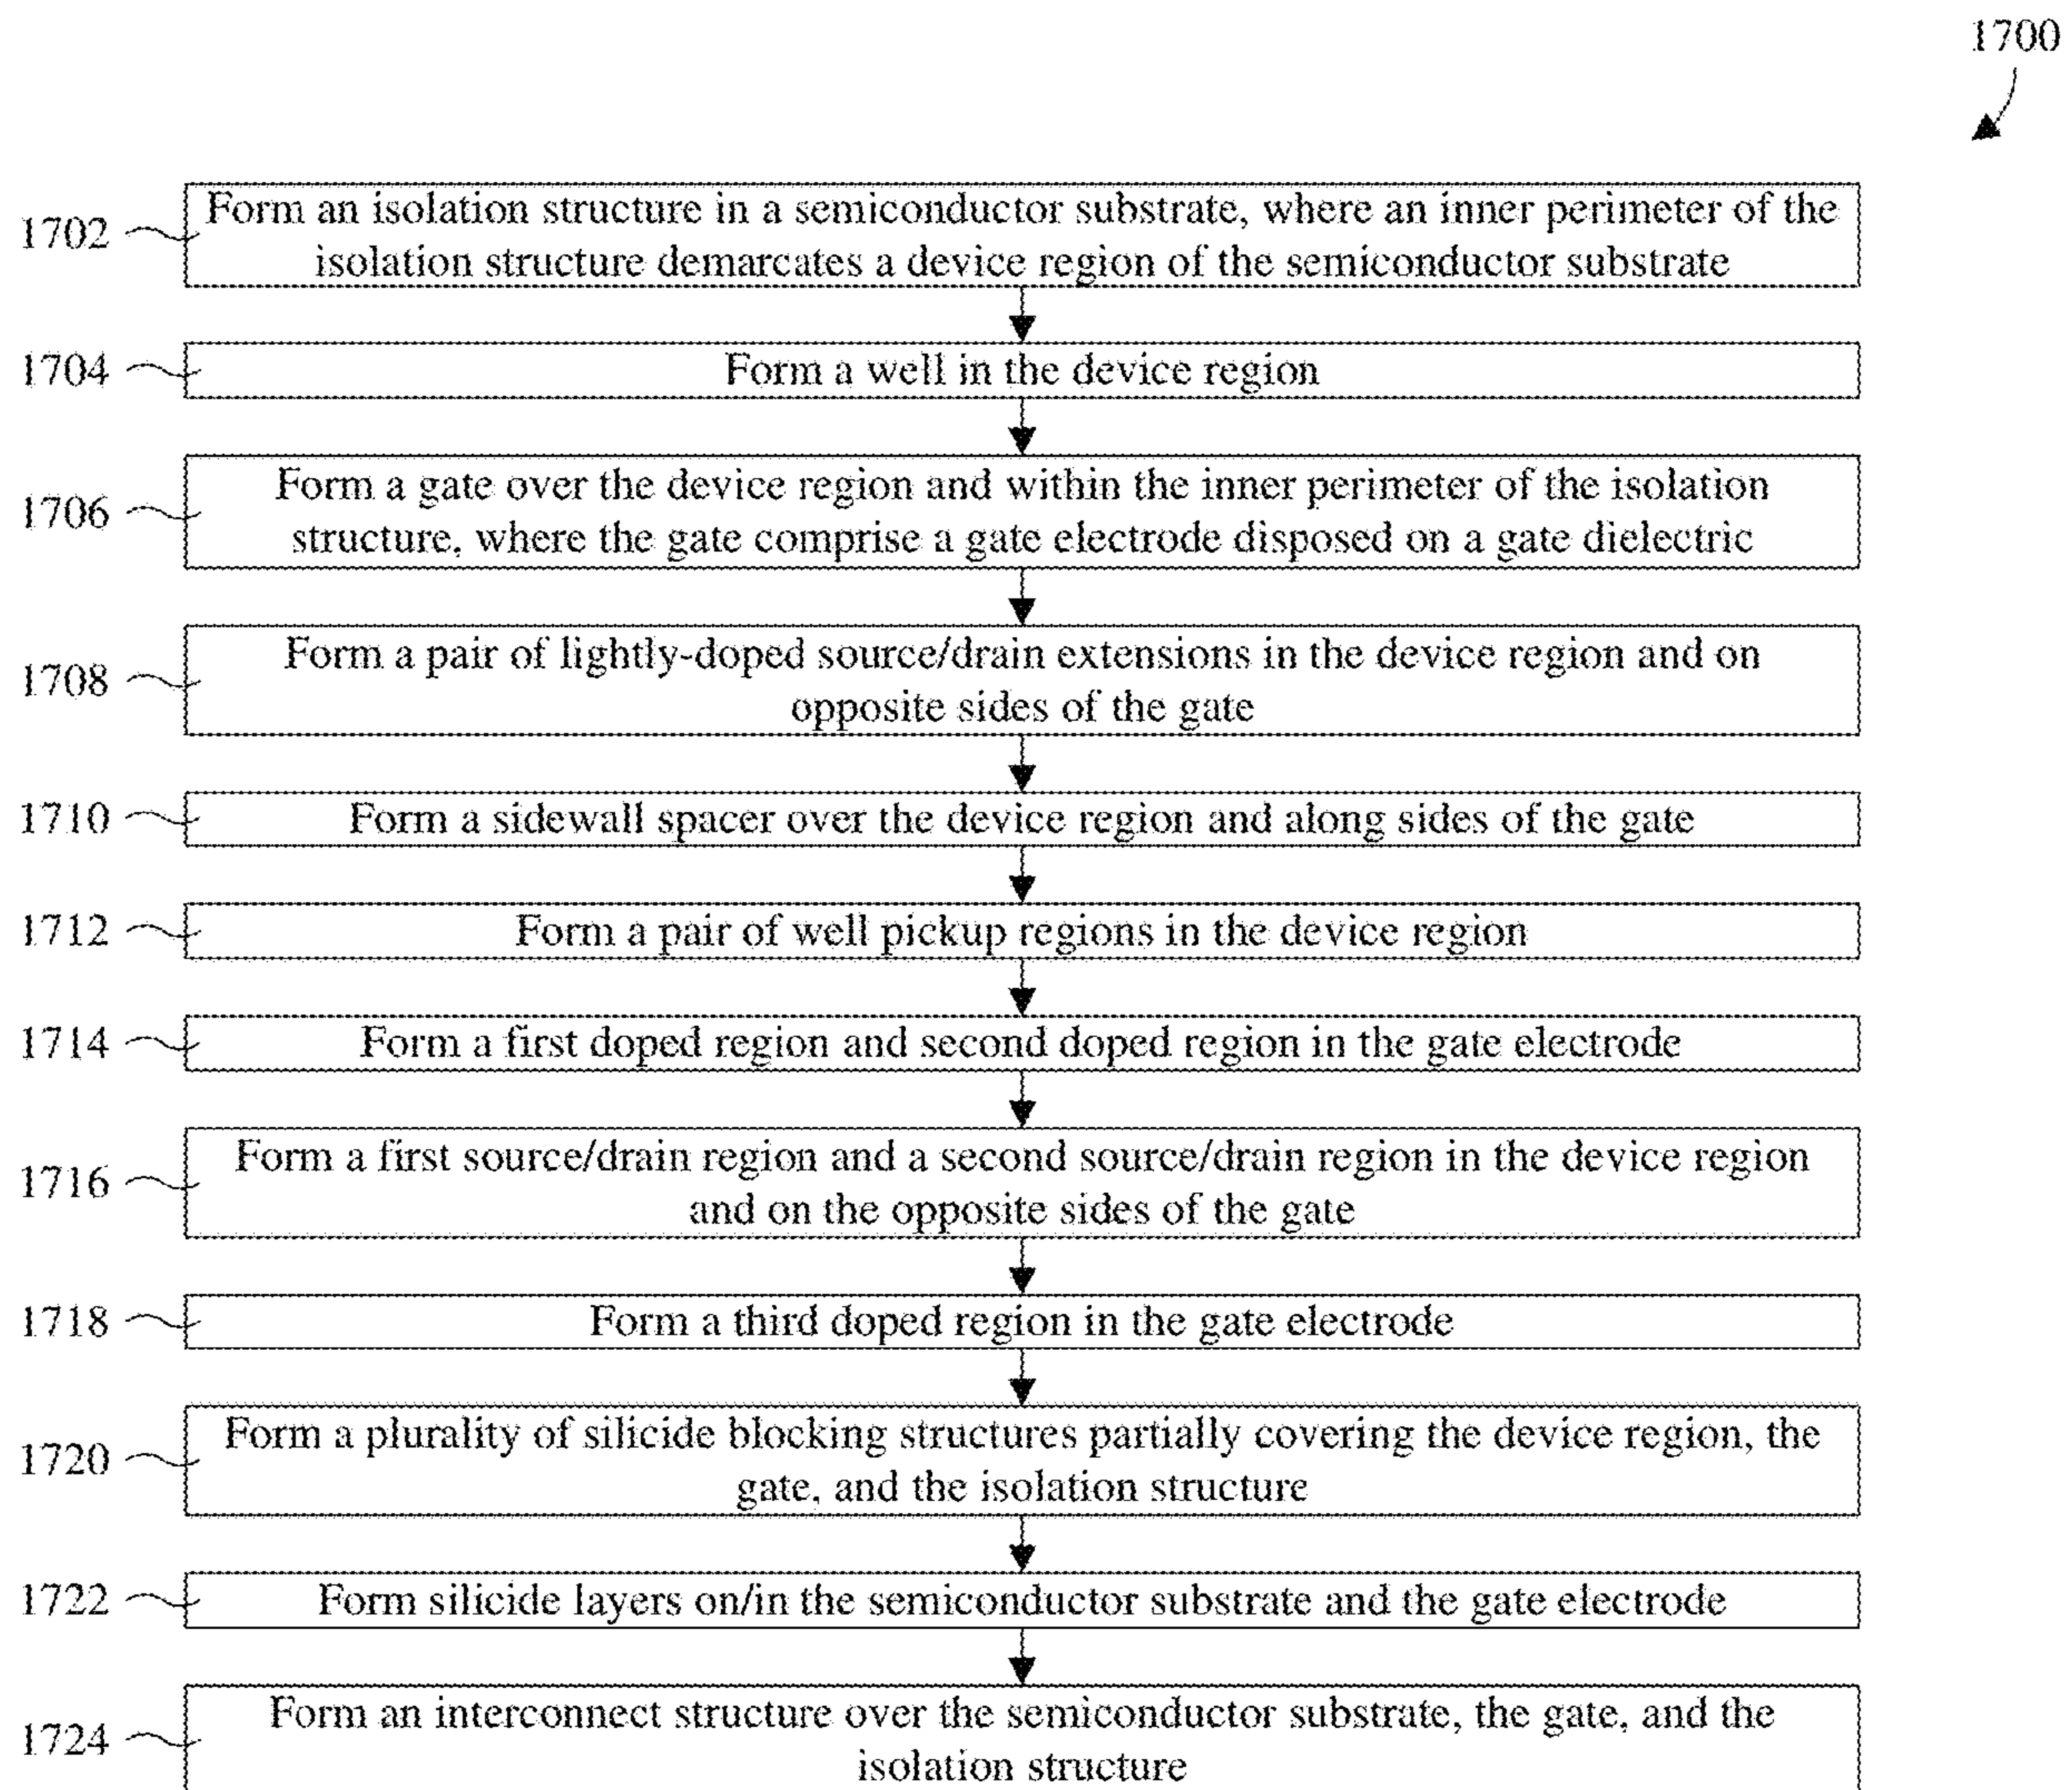 1700
1702
Form an isolation structure in a semiconductor substrate, where an inner perimeter of the
isolation structure demarcates a device region of the semiconductor substrate
1704
Form a well in the device region
1706
Form a gate over the device region and within the inner perimeter of the isolation
structure, where the gate comprise a gate electrode disposed on a gate dielectric
1708
Form a pair of lightly-doped source/drain extensions in the device region and on
opposite sides of the gate
1710
Form a sidewall spacer over the device region and along sides of the gate
1712
Form a pair of well pickup regions in the device region
1714
Form a first doped region and second doped region in the gate electrode
1716
Form a first source/drain region and a second source/drain region in the device region
and on the opposite sides of the gate
1718
Form a third doped region in the gate electrode
1720
Form a plurality of silicide blocking structures partially covering the device region, the
gate, and the isolation structure
1722
Form silicide layers on/in the semiconductor substrate and the gate electrode
1724
Form an interconnect structure over the semiconductor substrate, the gate, and the
isolation structure